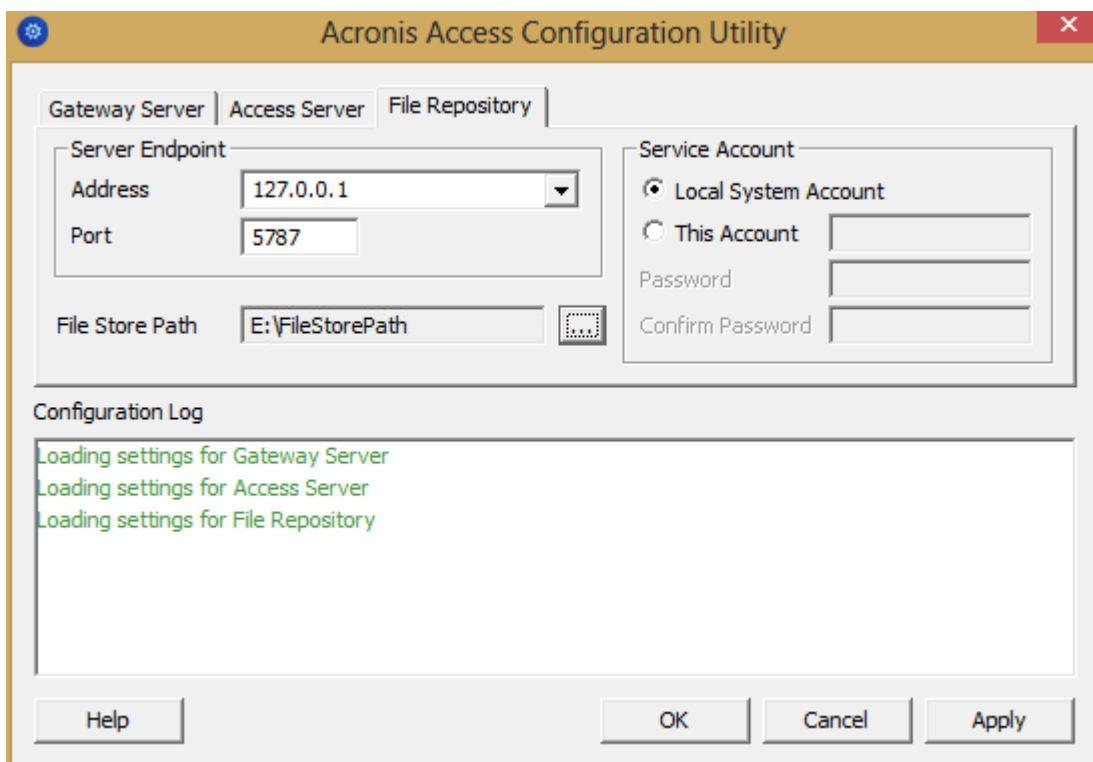 Acronis Access Configuration Utility
Gateway Server
Access Server
File Repository
Server Endpoint
Address
127.0.0.1
Port
5787
File Store Path
E:\FileStorePath
...
Service Account
Local System Account
This Account
Password
Confirm Password
Configuration Log
Loading settings for Gateway Server
Loading settings for Access Server
Loading settings for File Repository
Help
OK
Cancel
Apply